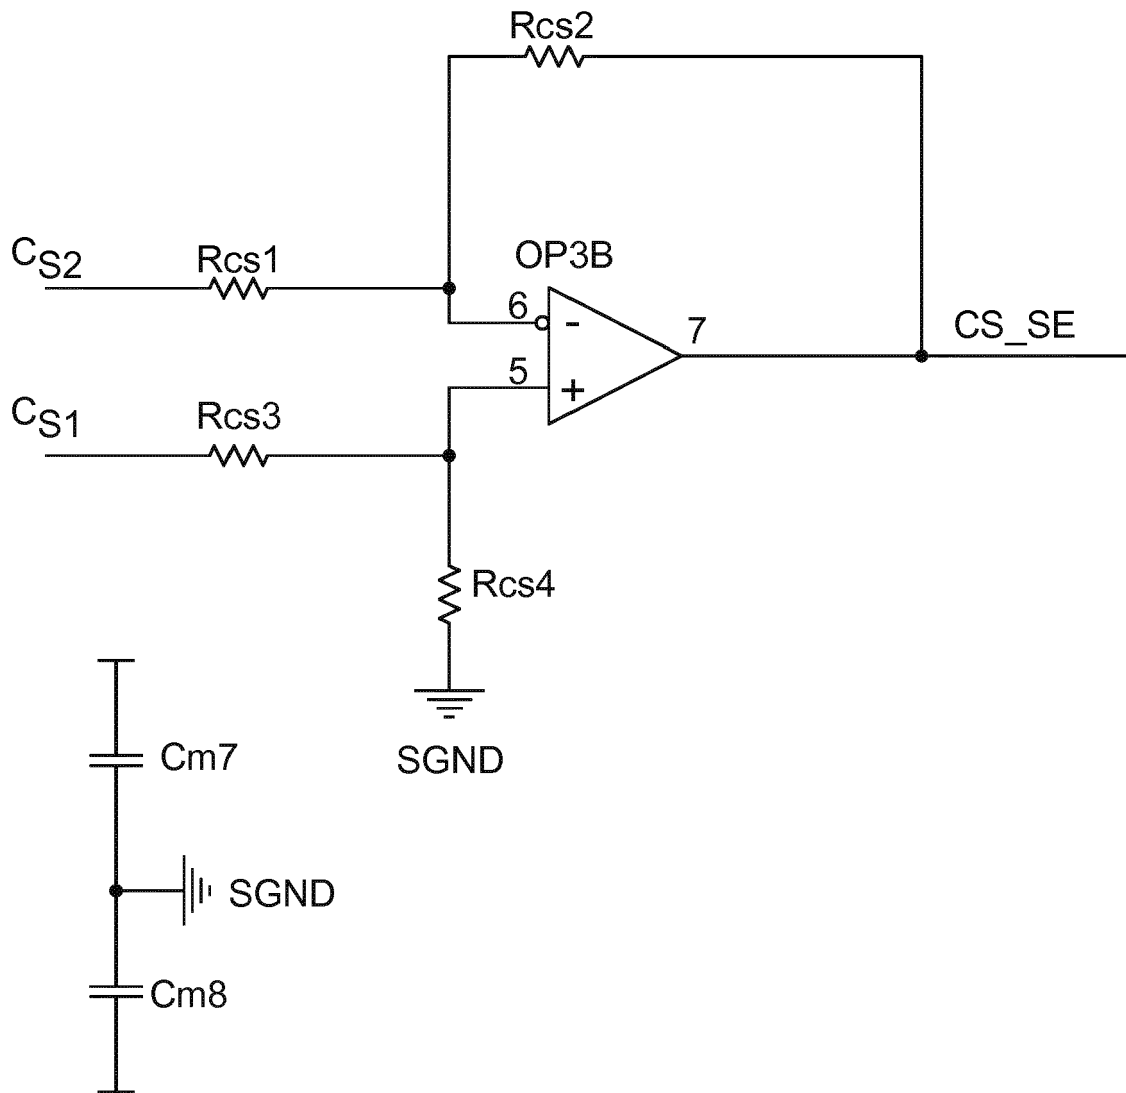 Rcs2
CS2
Rcs1
OP3B
6
-
7
CS_SE
5
+
CS1
Rcs3
Rcs4
SGND
Cm7
SGND
Cm8